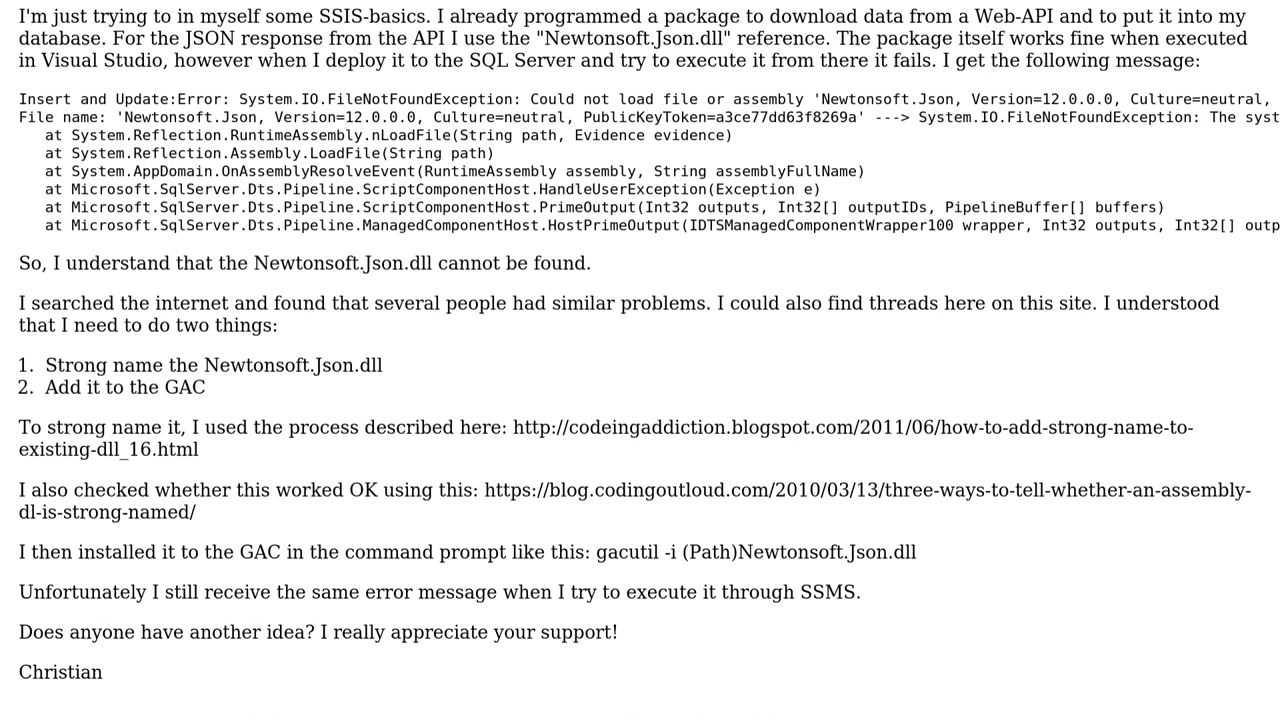 I'm just trying to in myself some SSIS-basics. I already programmed a package to download data from a Web-API and to put it into my
database. For the JSON response from the API I use the "Newtonsoft.Json.dll" reference. The package itself works fine when executed
in Visual Studio, however when I deploy it to the SQL Server and try to execute it from there it fails. I get the following message:
Insert and Update:Error: System.IO.FileNotFoundException: Could not load file or assembly 'Newtonsoft.Json, Version=12.0.0.0, Culture=neutral,
File name: 'Newtonsoft.Json, Version=12.0.0.0, Culture=neutral, PublicKeyToken=a3ce77dd63f8269a' ---> System.IO.FileNotFoundException: The syst
at System.Reflection.RuntimeAssembly.nLoadFile(String path, Evidence evidence)
at System.Reflection.Assembly.LoadFile(String path)
at System.AppDomain.OnAssemblyResolveEvent(RuntimeAssembly assembly, String assemblyFullName)
at Microsoft.SqlServer.Dts.Pipeline.ScriptComponentHost.HandleUserException(Exception e)
at Microsoft.SqlServer.Dts.Pipeline.ScriptComponentHost.PrimeOutput(Int32 outputs, Int32[] outputIDs, PipelineBuffer[] buffers)
at Microsoft.SqlServer.Dts.Pipeline.ManagedComponentHost.HostPrimeOutput(IDTSManagedComponentWrapper100 wrapper, Int32 outputs, Int32[] outp
So, I understand that the Newtonsoft.Json.dll cannot be found.
I searched the internet and found that several people had similar problems. I could also find threads here on this site. I understood
that I need to do two things:
1. Strong name the Newtonsoft.Json.dll
2. Add it to the GAC
To strong name it, I used the process described here: http://codeingaddiction.blogspot.com/2011/06/how-to-add-strong-name-to-
existing-dll_16.html
I also checked whether this worked OK using this: https://blog.codingoutloud.com/2010/03/13/three-ways-to-tell-whether-an-assembly-
dl-is-strong-named/
I then installed it to the GAC in the command prompt like this: gacutil -i (Path)Newtonsoft.Json.dll
Unfortunately I still receive the same error message when I try to execute it through SSMS.
Does anyone have another idea? I really appreciate your support!
Christian